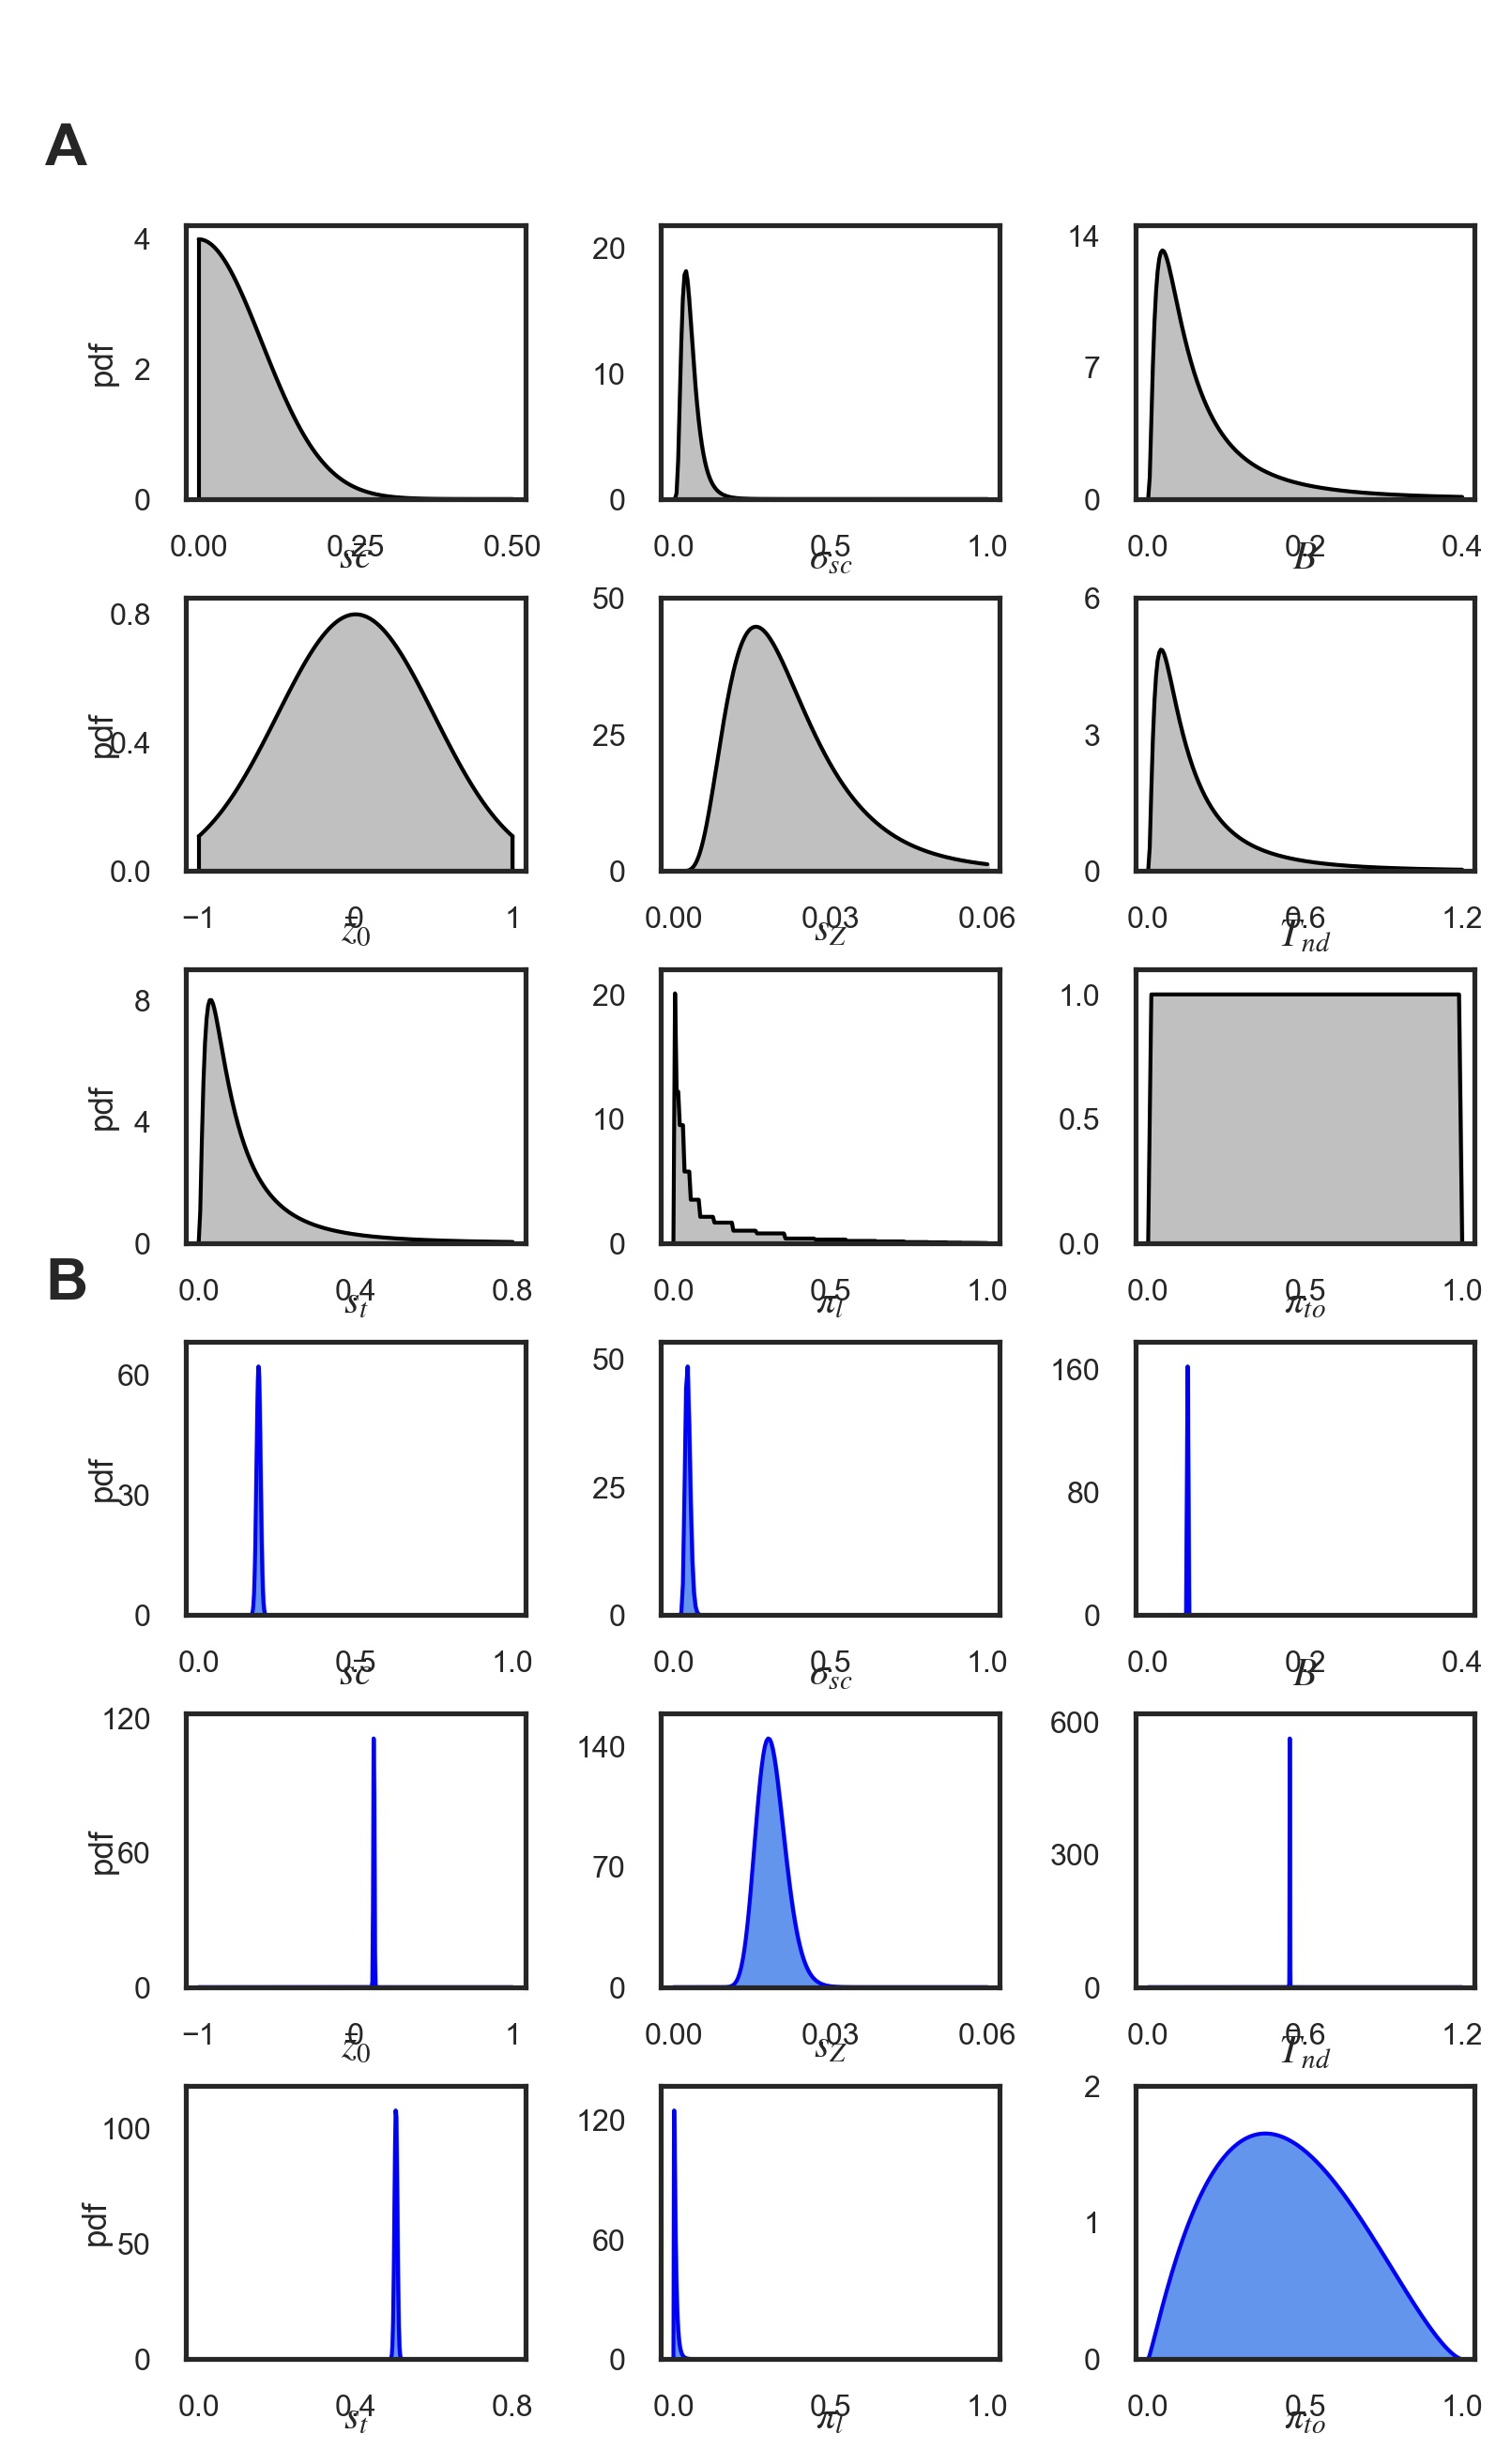 A
4
2
0
pdf
0.00 0.25 0.50
sc
20
10
0
0.0 0.5 1.0
σsc
14
7
0
0.0 0.2 0.4
B
0.8
0.4
0.0
pdf
−1 0 1
z0
50
25
0
0.00 0.03 0.06
sZ
6
3
0
0.0 0.6 1.2
Tnd
8
4
0
pdf
0.0 0.4 0.8
st
20
10
0
0.0 0.5 1.0
πl
1.0
0.5
0.0
0.0 0.5 1.0
πto
B
60
30
0
pdf
0.0 0.5 1.0
sc
50
25
0
0.0 0.5 1.0
σsc
160
80
0
0.0 0.2 0.4
B
120
60
0
pdf
−1 0 1
z0
140
70
0
0.00 0.03 0.06
sZ
600
300
0
0.0 0.6 1.2
Tnd
100
50
0
pdf
0.0 0.4 0.8
st
120
60
0
0.0 0.5 1.0
πl
2
1
0
0.0 0.5 1.0
πto